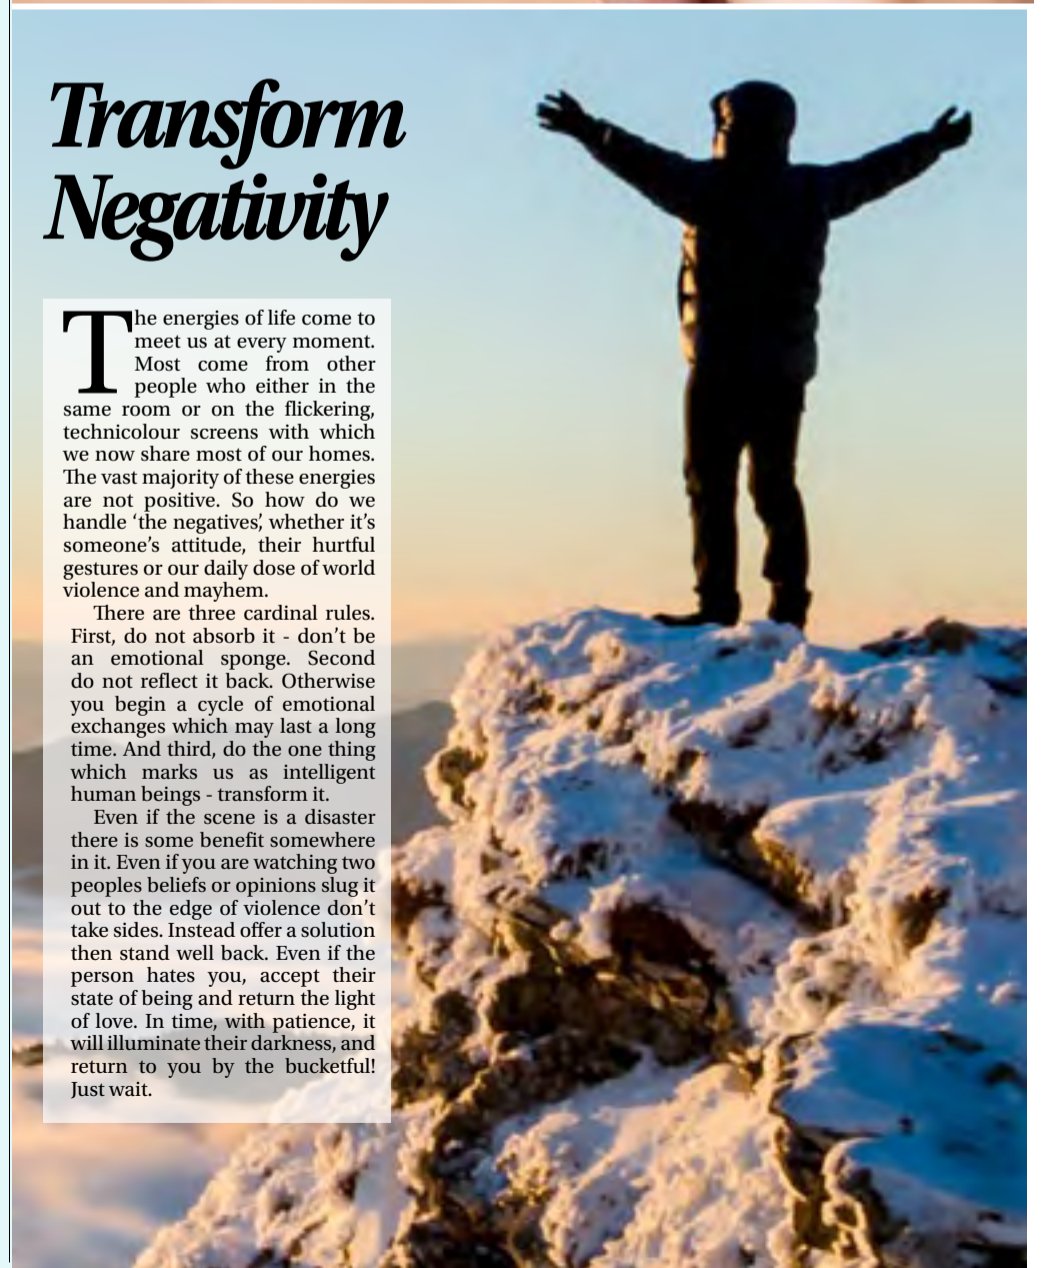 Transform
Negativity
The energies of life come to
meet us at every moment.
Most come from other
people who either in the
same room or on the flickering,
technicolour screens with which
we now share most of our homes.
The vast majority of these energies
are not positive. So how do we
handle ‘the negatives’, whether it’s
someone’s attitude, their hurtful
gestures or our daily dose of world
violence and mayhem.
There are three cardinal rules.
First, do not absorb it - don’t be
an emotional sponge. Second
do not reflect it back. Otherwise
you begin a cycle of emotional
exchanges which may last a long
time. And third, do the one thing
which marks us as intelligent
human beings - transform it.
Even if the scene is a disaster
there is some benefit somewhere
in it. Even if you are watching two
peoples beliefs or opinions slug it
out to the edge of violence don’t
take sides. Instead offer a solution
then stand well back. Even if the
person hates you, accept their
state of being and return the light
of love. In time, with patience, it
will illuminate their darkness, and
return to you by the bucketful!
Just wait.